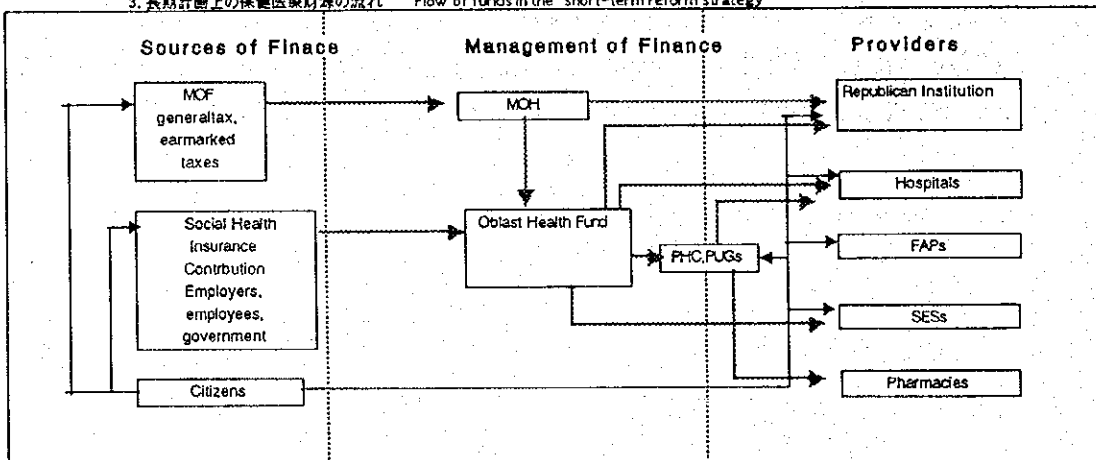 3. 長期計画上の保健医療財源の流れ Flow of funds in the "short-term reform strategy"
Sources of Finace
Management of Finance
Providers
MOF
generaltax,
earmarked
taxes
MOH
Republican Institution
Hospitals
Social Health
Insurance
Contrbution
Employers,
employees,
government
Oblast Health Fund
PHC,PUGs
FAPs
SESs
Citizens
Pharmacies